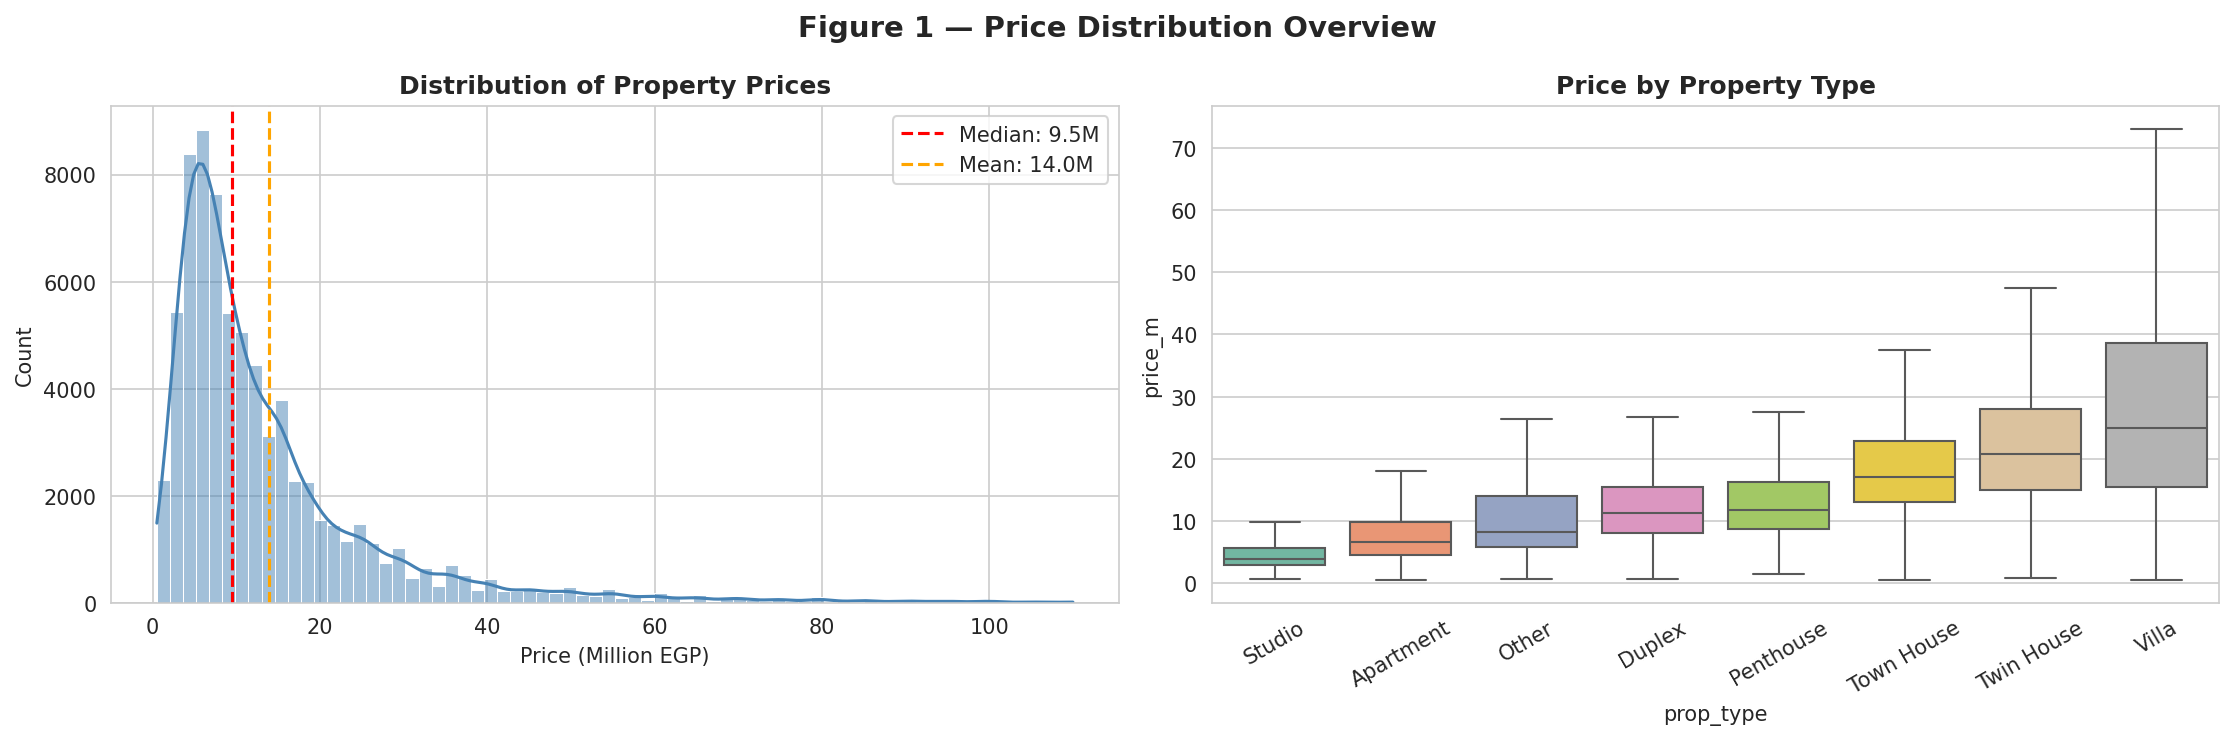 Figure 1 — Price Distribution Overview
Distribution of Property Prices
Count
8000
6000
4000
2000
0
0 20 40 60 80 100
Price (Million EGP)
Median: 9.5M
Mean: 14.0M
Price by Property Type
price_m
70
60
50
40
30
20
10
0
Studio Apartment Other Duplex Penthouse Town House Twin House Villa
prop_type